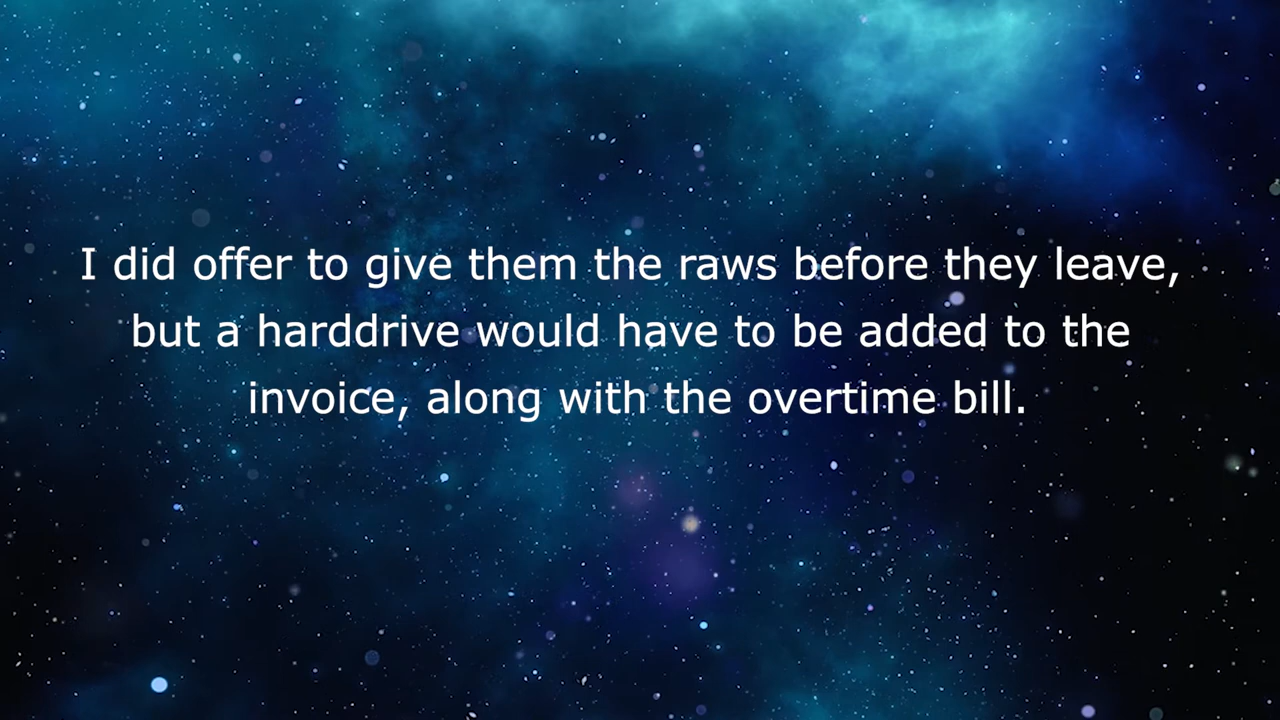 I did offer to give them the raws before they leave,
but a harddrive would have to be added to the
invoice, along with the overtime bill.